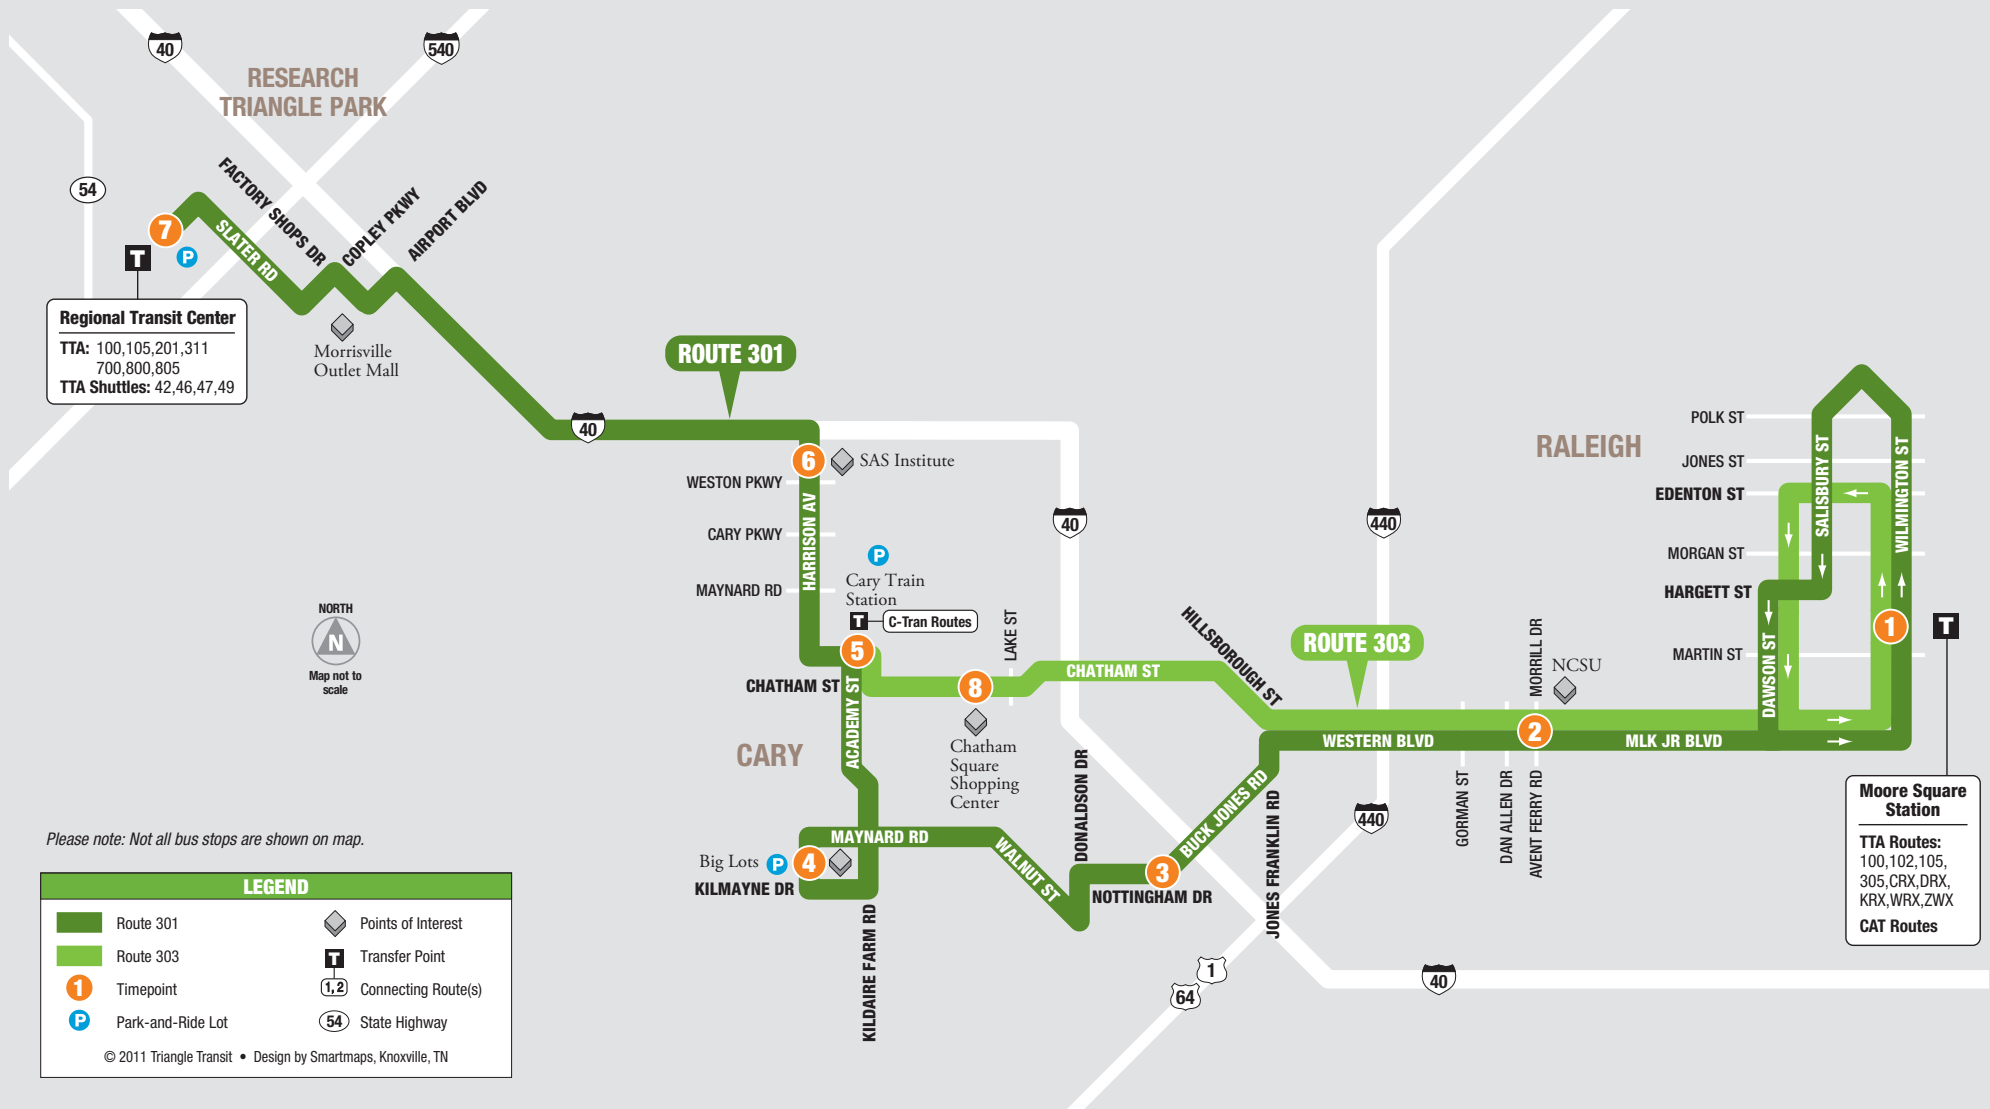 40
540
RESEARCH
TRIANGLE PARK
54
FACTORY SHOPS DR
COPLEY PKWY
AIRPORT BLVD
7
SLATER RD
T
P
Regional Transit Center
TTA: 100,105,201,311
700,800,805
TTA Shuttles: 42,46,47,49
Morrisville
Outlet Mall
ROUTE 301
40
6
SAS Institute
WESTON PKWY
HARRISON AV
CARY PKWY
MAYNARD RD
P
Cary Train
Station
T
C-Tran Routes
5
LAKE ST
40
440
HILLSBOROUGH ST
ROUTE 303
CHATHAM ST
CHATHAM ST
8
ACADEMY ST
CARY
Chatham
Square
Shopping
Center
DONALDSON DR
WESTERN BLVD
MORRILL DR
NCSU
2
MLK JR BLVD
GORMAN ST
DAN ALLEN DR
AVENT FERRY RD
440
JONES FRANKLIN RD
BUCK JONES RD
3
NOTTINGHAM DR
WALNUT ST
MAYNARD RD
Big Lots
P
4
KILMAYNE DR
KILDAIRE FARM RD
1
64
40
RALEIGH
POLK ST
JONES ST
EDENTON ST
MORGAN ST
HARGETT ST
MARTIN ST
SALISBURY ST
WILMINGTON ST
DAWSON ST
1
T
Moore Square
Station
TTA Routes:
100,102,105,
305,CRX,DRX,
KRX,WRX,ZWX
CAT Routes
NORTH
N
Map not to
scale
Please note: Not all bus stops are shown on map.
LEGEND
Route 301
Points of Interest
Route 303
T
Transfer Point
1
Timepoint
1,2
Connecting Route(s)
P
Park-and-Ride Lot
54
State Highway
© 2011 Triangle Transit • Design by Smartmaps, Knoxville, TN